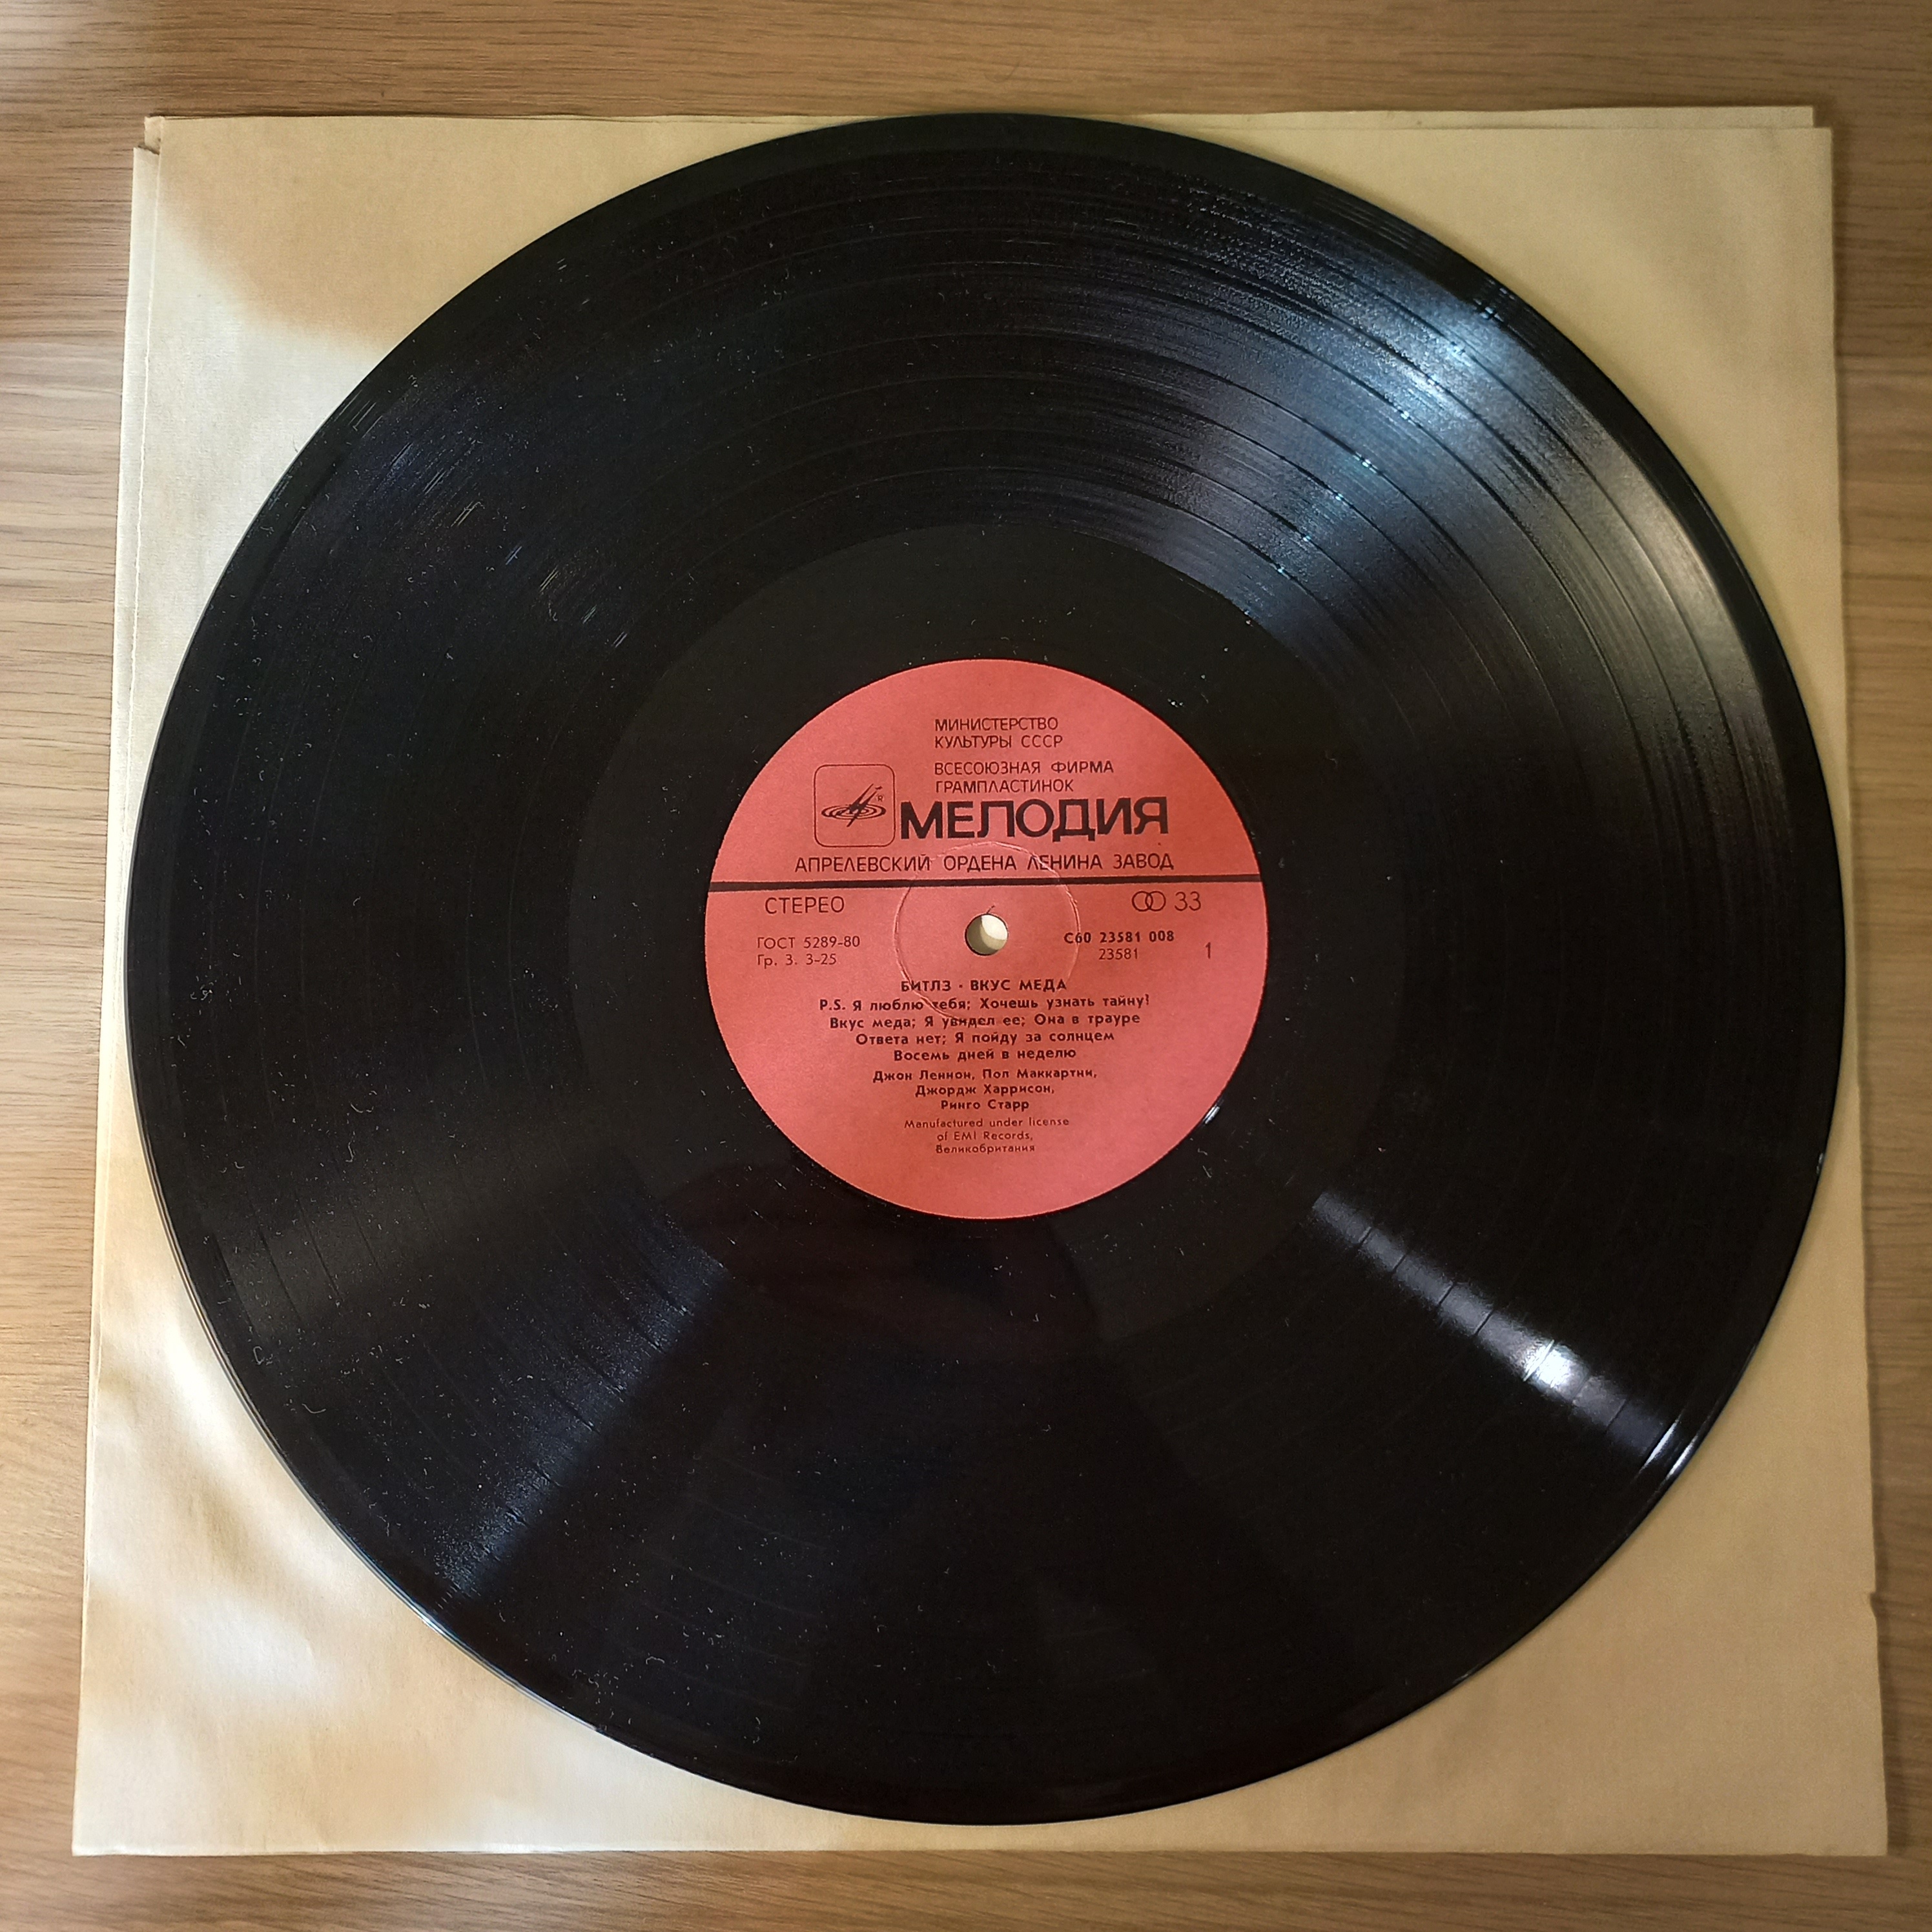 МИНИСТЕРСТВО
КУЛЬТУРЫ СССР
ВСЕСОЮЗНАЯ ФИРМА
ГРАМПЛАСТИНОК
МЕЛОДИЯ
АПРЕЛЕВСКИЙ ОРДЕНА ЛЕНИНА ЗАВОД
СТЕРЕО 33
ГОСТ 5289-80 С60 23581 008
Гр. 3. 3-25 23581 1
БИТЛЗ · ВКУС МЕДА
P.S. Я люблю тебя; Хочешь узнать тайну?
Вкус меда; Я увидел ее; Она в трауре
Ответа нет; Я пойду за солнцем
Восемь дней в неделю
Джон Леннон, Пол Маккартни,
Джордж Харрисон,
Ринго Старр
Manufactured under license
of EMI Records,
Великобритания